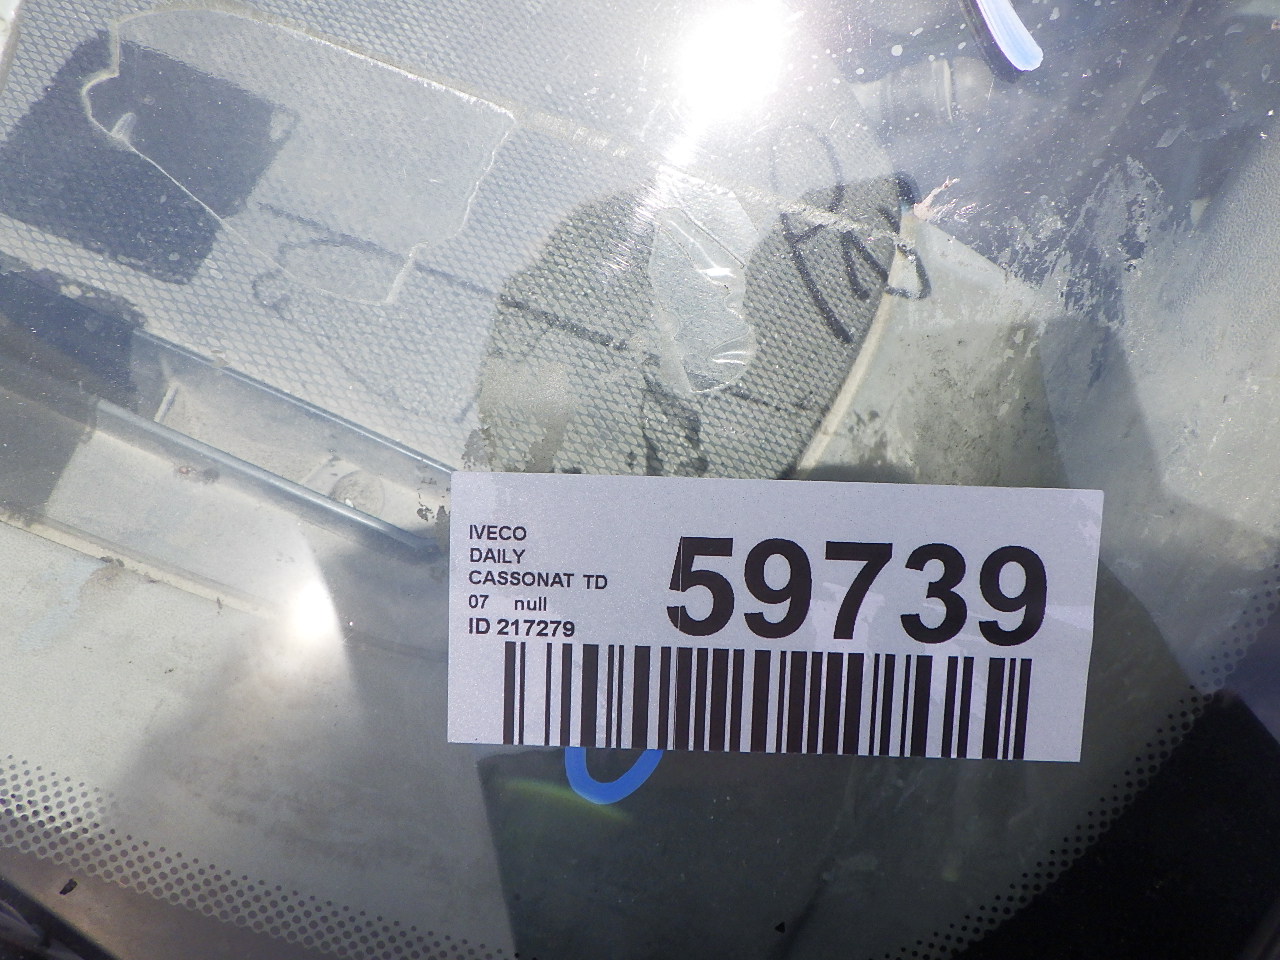 IVECO
DAILY
CASSONAT TD
07 null
ID 217279
59739